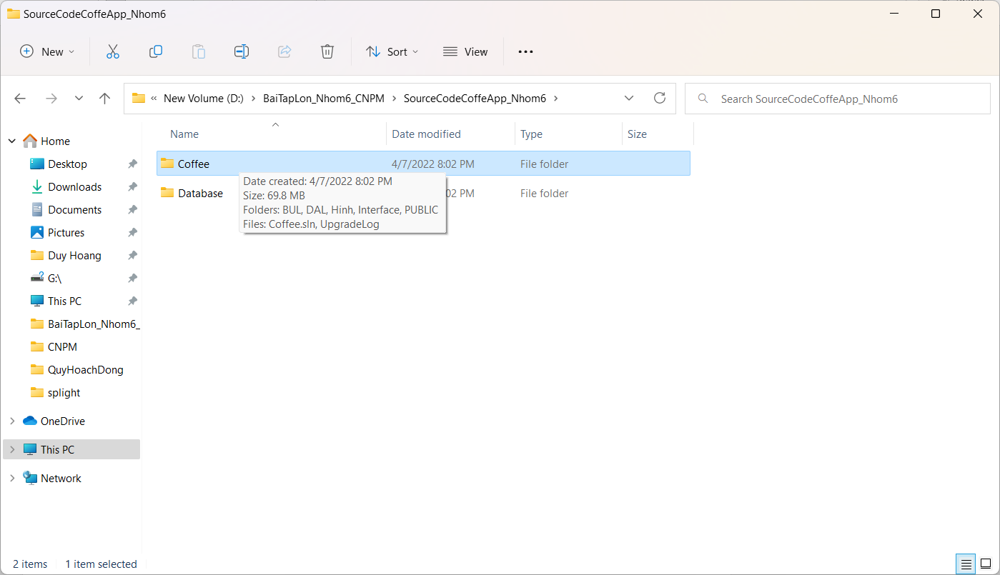 SourceCodeCoffeApp_Nhom6
New Sort View
« New Volume (D:) > BaiTapLon_Nhom6_CNPM > SourceCodeCoffeApp_Nhom6 >
Search SourceCodeCoffeApp_Nhom6
Name Date modified Type Size
Coffee 4/7/2022 8:02 PM File folder
Database 02 PM File folder
Date created: 4/7/2022 8:02 PM
Size: 69.8 MB
Folders: BUL, DAL, Hinh, Interface, PUBLIC
Files: Coffee.sln, UpgradeLog
Home
Desktop
Downloads
Documents
Pictures
Duy Hoang
G:\
This PC
BaiTapLon_Nhom6_
CNPM
QuyHoachDong
splight
OneDrive
This PC
Network
2 items 1 item selected